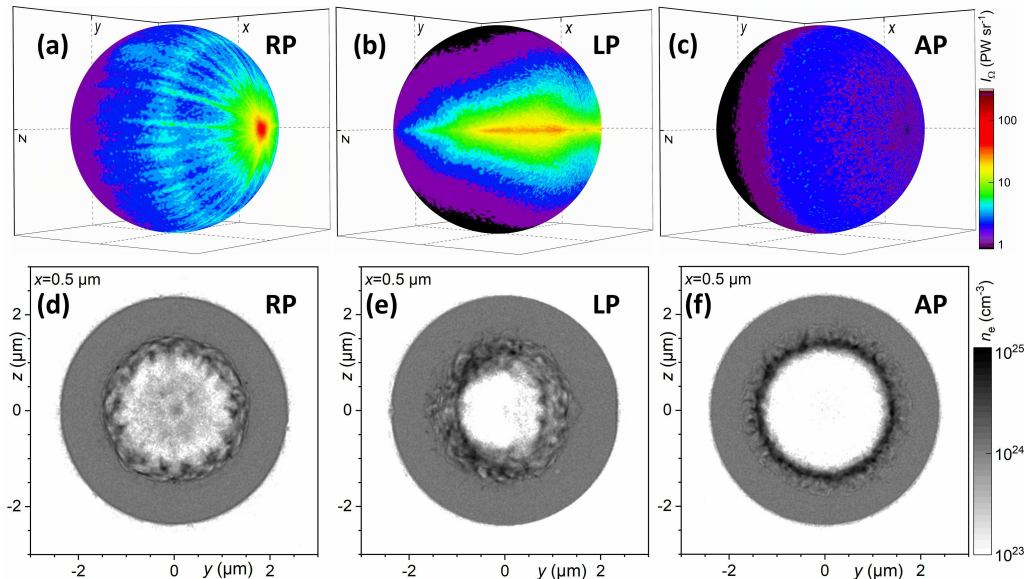 y x
(a) RP
z
y x
(b) LP
z
y x
(c) AP
z
I_Ω (PW sr⁻¹)
100
10
1
x=0.5 µm
(d) RP
z (µm)
2
0
-2
-2 0 y (µm) 2
x=0.5 µm
(e) LP
z (µm)
2
0
-2
-2 0 y (µm) 2
x=0.5 µm
(f) AP
z (µm)
2
0
-2
-2 0 y (µm) 2
nₑ (cm⁻³)
10²⁵
10²⁴
10²³